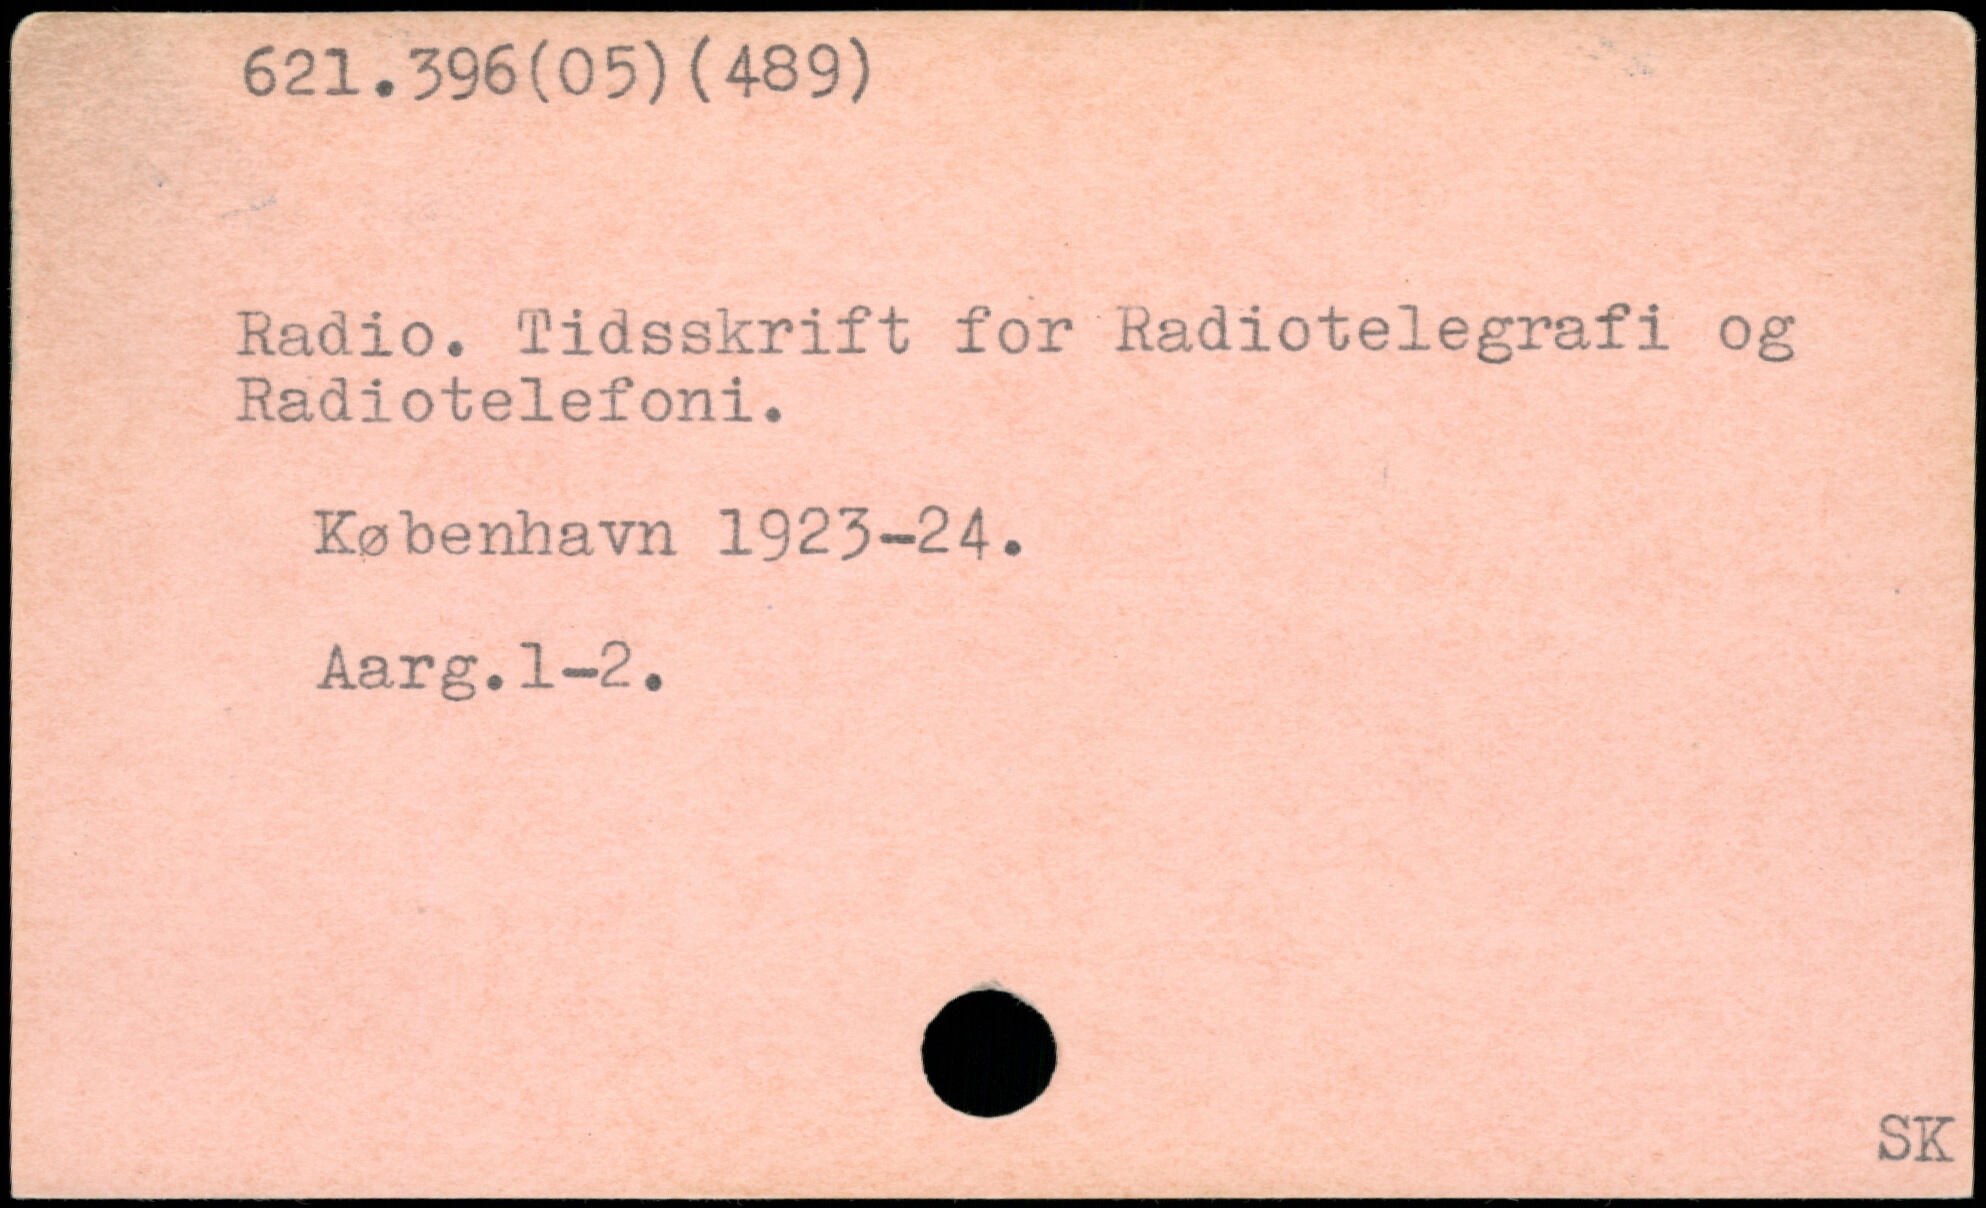 621.396(05)(489)
Radio. Tidsskrift for Radiotelegrafi og
Radiotelefoni.
København 1923-24.
Aarg.1-2.
SK